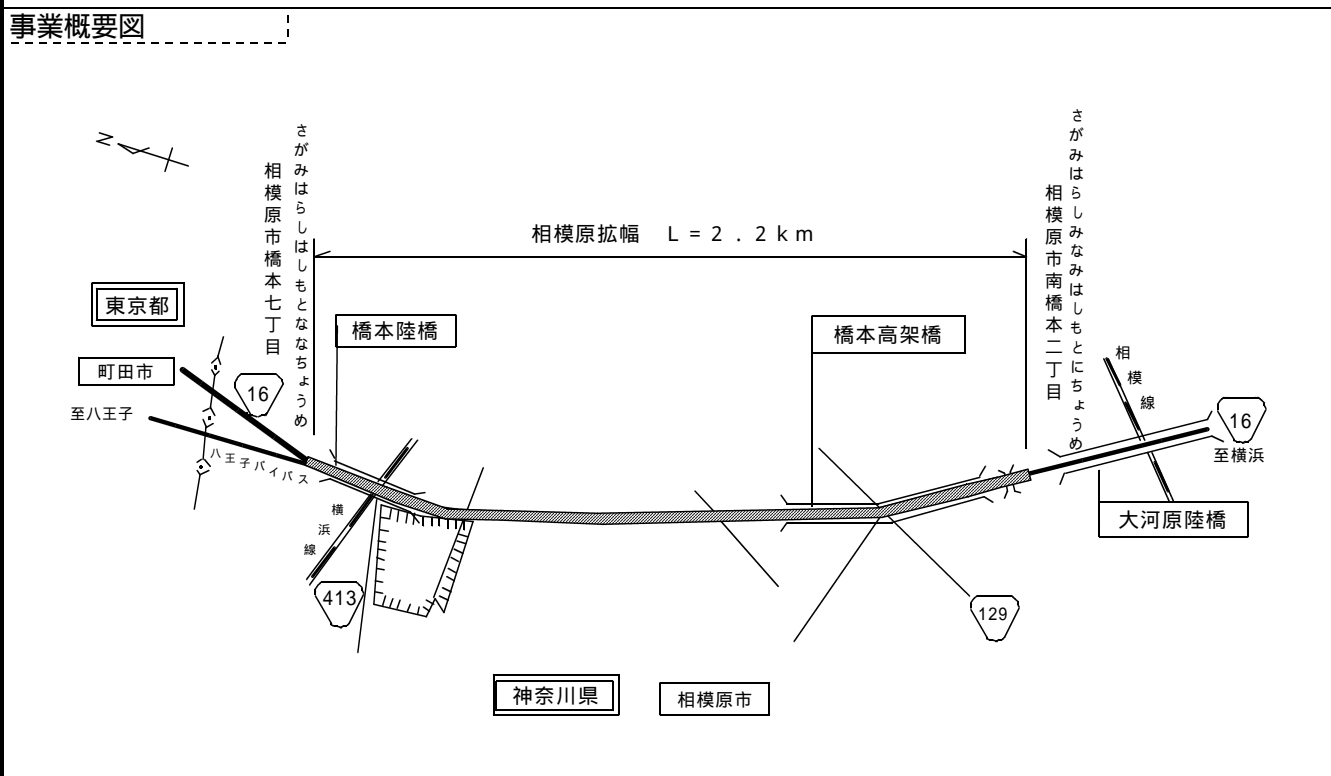 事業概要図
N
さがみはらしはしもとななちょうめ
相模原市橋本七丁目
相模原拡幅　Ｌ＝２．２ｋｍ
さがみはらしみなみはしもとにちょうめ
相模原市南橋本二丁目
東京都
橋本陸橋
橋本高架橋
町田市
16
至八王子
八王子バイパス
相模線
16
至横浜
横浜線
大河原陸橋
413
129
神奈川県
相模原市